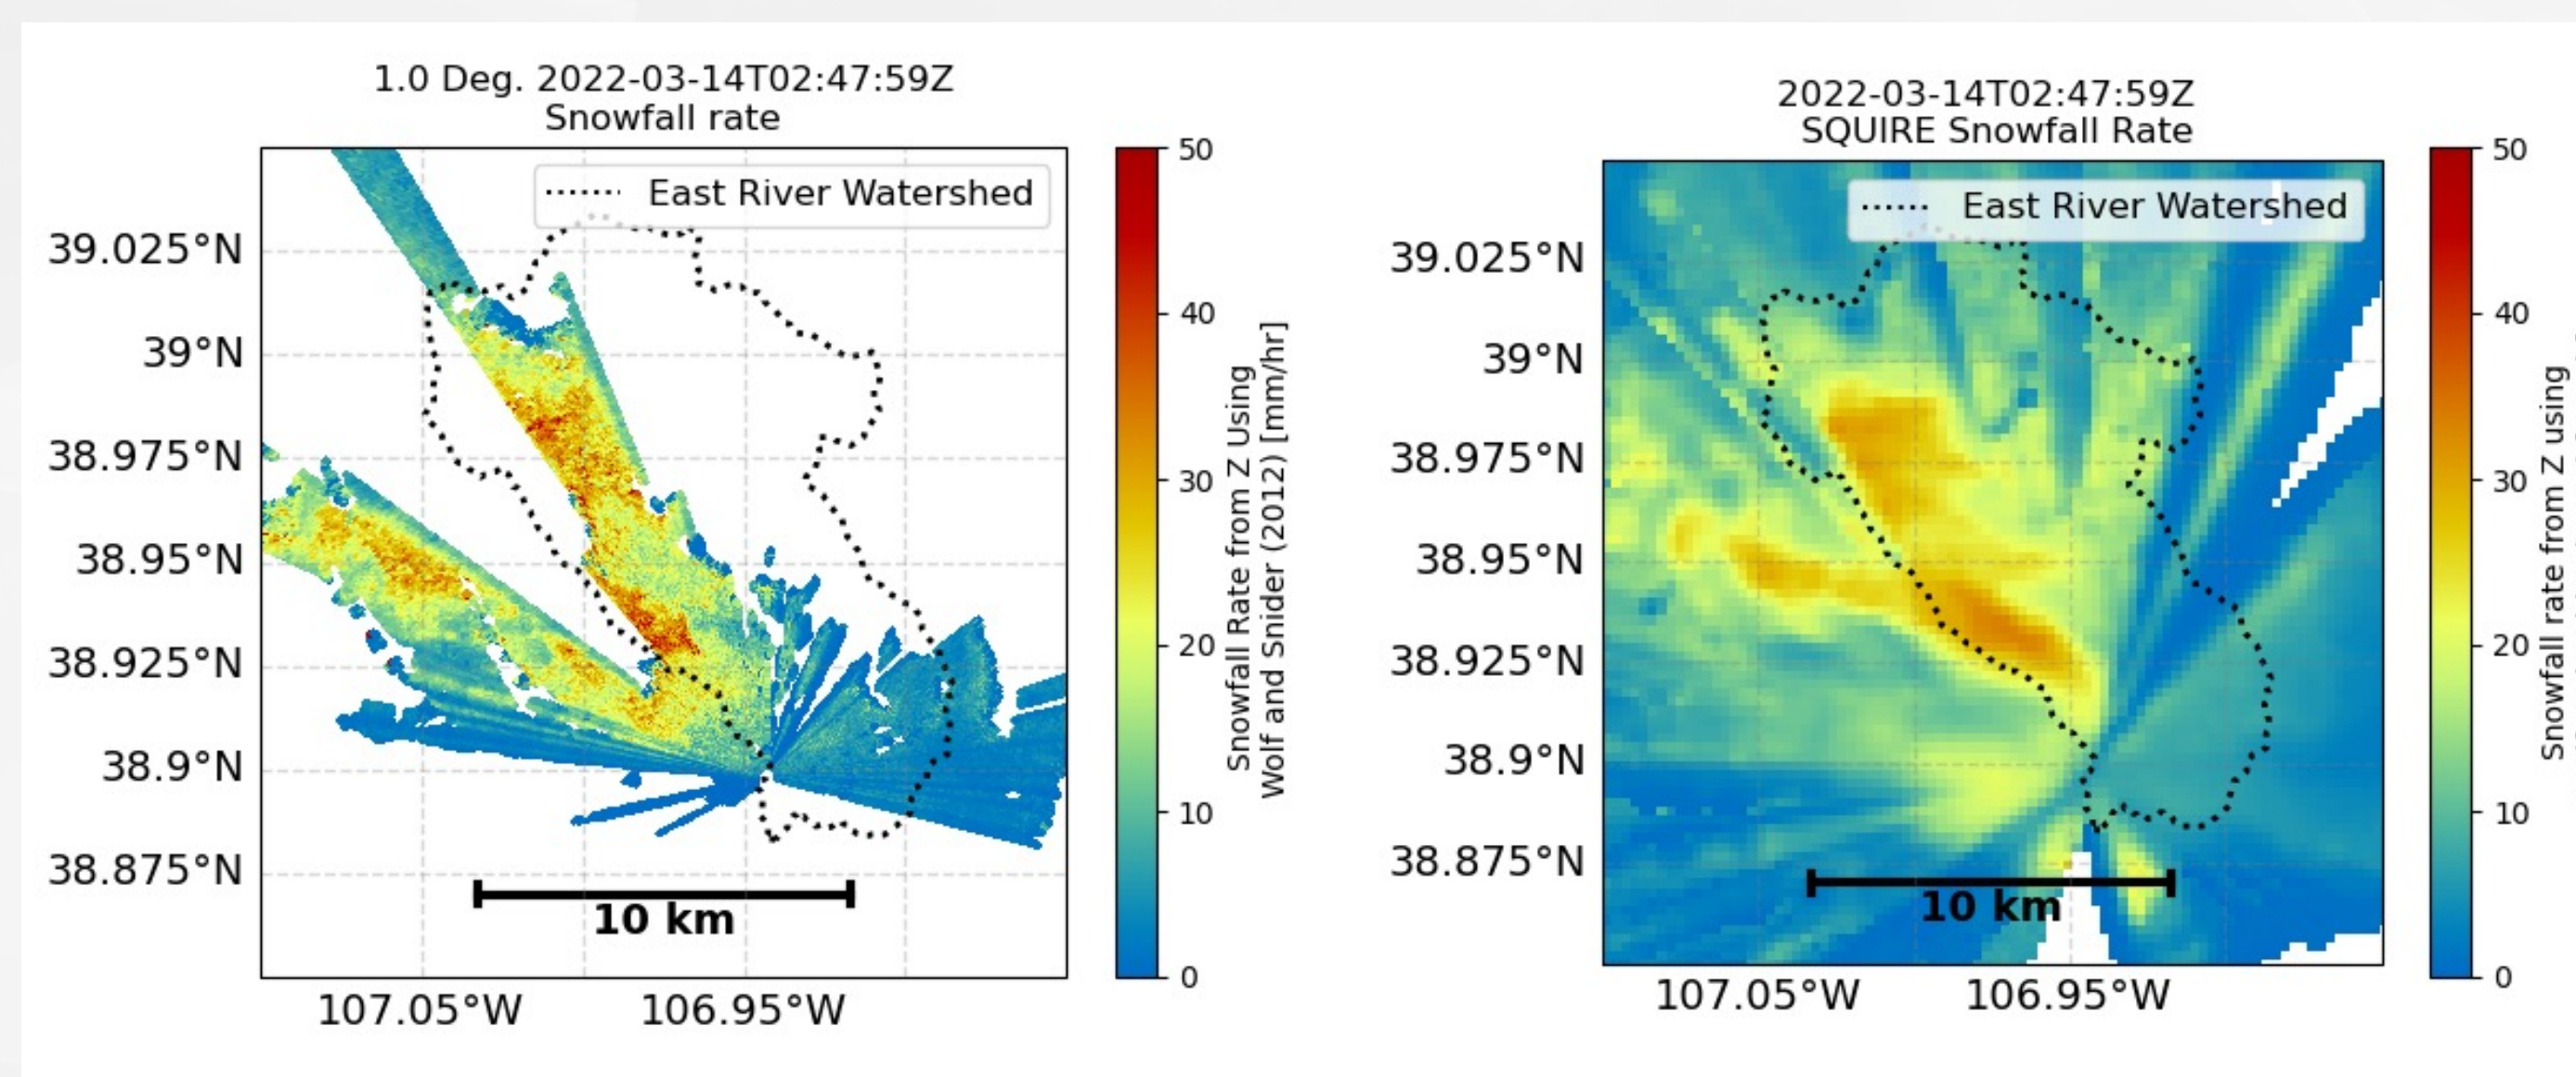 1.0 Deg. 2022-03-14T02:47:59Z
Snowfall rate
East River Watershed
39.025°N
39°N
38.975°N
38.95°N
38.925°N
38.9°N
38.875°N
107.05°W
106.95°W
10 km
50
40
30
20
10
0
Snowfall Rate from Z Using
Wolf and Snider (2012) [mm/hr]
2022-03-14T02:47:59Z
SQUIRE Snowfall Rate
East River Watershed
39.025°N
39°N
38.975°N
38.95°N
38.925°N
38.9°N
38.875°N
107.05°W
106.95°W
10 km
50
40
30
20
10
0
Snowfall rate from Z using